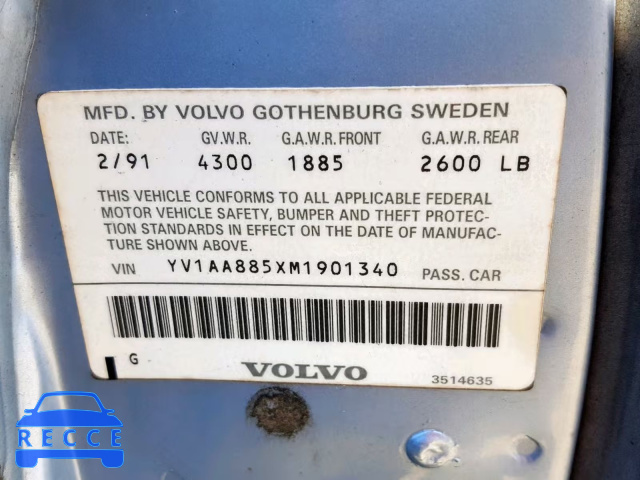 MFD. BY VOLVO GOTHENBURG SWEDEN
DATE: G.V.W.R. G.A.W.R. FRONT G.A.W.R. REAR
2/91 4300 1885 2600 LB
THIS VEHICLE CONFORMS TO ALL APPLICABLE FEDERAL
MOTOR VEHICLE SAFETY, BUMPER AND THEFT PROTEC-
TION STANDARDS IN EFFECT ON THE DATE OF MANUFAC-
TURE SHOWN ABOVE.
VIN YV1AA885XM1901340 PASS. CAR
G
VOLVO
3514635
RECCE